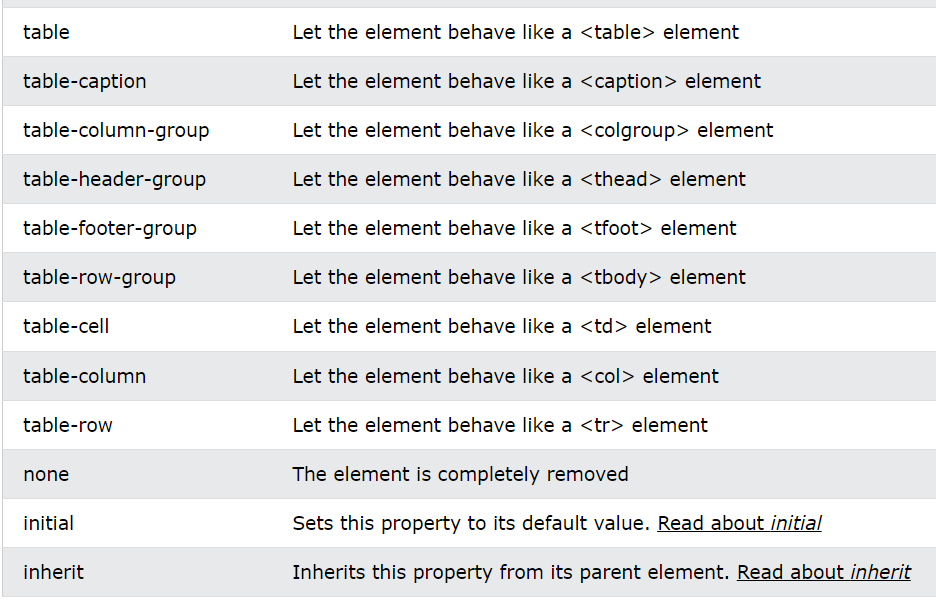 table Let the element behave like a <table> element
table-caption Let the element behave like a <caption> element
table-column-group Let the element behave like a <colgroup> element
table-header-group Let the element behave like a <thead> element
table-footer-group Let the element behave like a <tfoot> element
table-row-group Let the element behave like a <tbody> element
table-cell Let the element behave like a <td> element
table-column Let the element behave like a <col> element
table-row Let the element behave like a <tr> element
none The element is completely removed
initial Sets this property to its default value. Read about initial
inherit Inherits this property from its parent element. Read about inherit